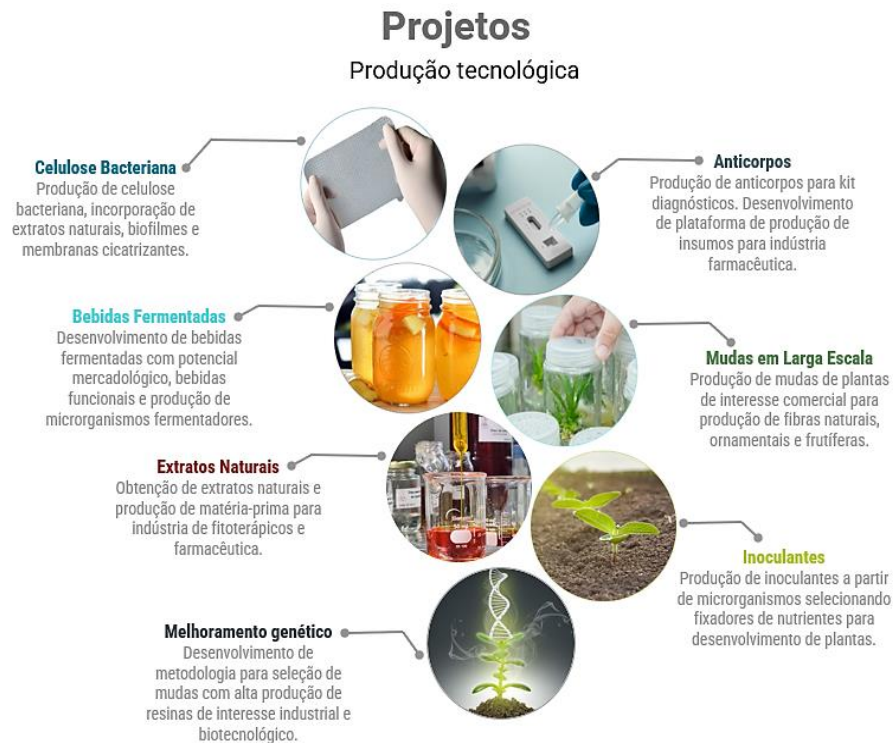 Projetos
Produção tecnológica
Celulose Bacteriana
Produção de celulose
bacteriana, incorporação de
extratos naturais, biofilmes e
membranas cicatrizantes.
Anticorpos
Produção de anticorpos para kit
diagnósticos. Desenvolvimento
de plataforma de produção de
insumos para indústria
farmacêutica.
Bebidas Fermentadas
Desenvolvimento de bebidas
fermentadas com potencial
mercadológico, bebidas
funcionais e produção de
microrganismos fermentadores.
Mudas em Larga Escala
Produção de mudas de plantas
de interesse comercial para
produção de fibras naturais,
ornamentais e frutíferas.
Extratos Naturais
Obtenção de extratos naturais e
produção de matéria-prima para
indústria de fitoterápicos e
farmacêutica.
Inoculantes
Produção de inoculantes a partir
de microrganismos selecionando
fixadores de nutrientes para
desenvolvimento de plantas.
Melhoramento genético
Desenvolvimento de
metodologia para seleção de
mudas com alta produção de
resinas de interesse industrial e
biotecnológico.